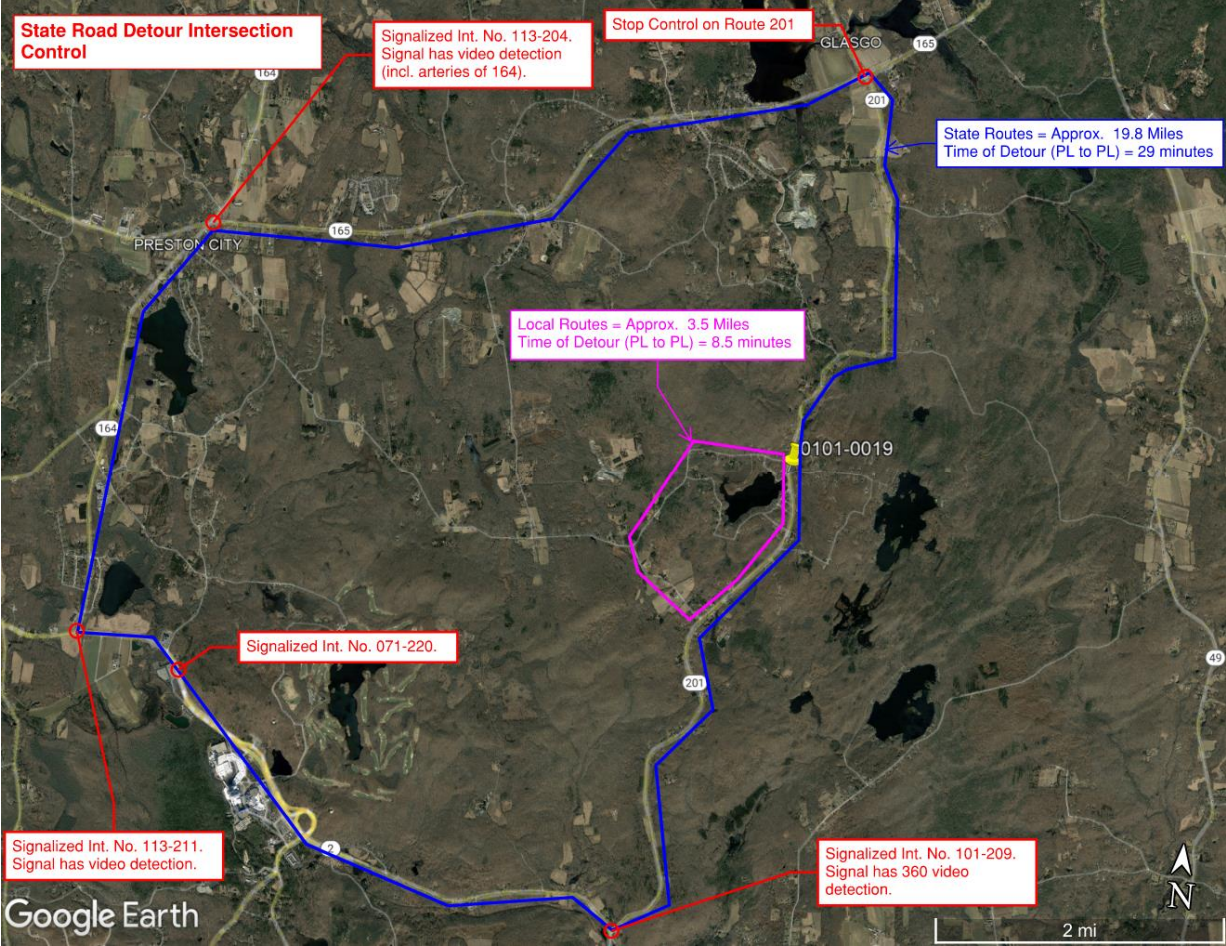 State Road Detour Intersection
Control
Signalized Int. No. 113-204.
Signal has video detection
(incl. arteries of 164).
Stop Control on Route 201
GLASGO
165
164
201
State Routes = Approx. 19.8 Miles
Time of Detour (PL to PL) = 29 minutes
165
PRESTON CITY
Local Routes = Approx. 3.5 Miles
Time of Detour (PL to PL) = 8.5 minutes
164
0101-0019
Signalized Int. No. 071-220.
49
201
Signalized Int. No. 113-211.
Signal has video detection.
2
Signalized Int. No. 101-209.
Signal has 360 video
detection.
N
Google Earth
2 mi